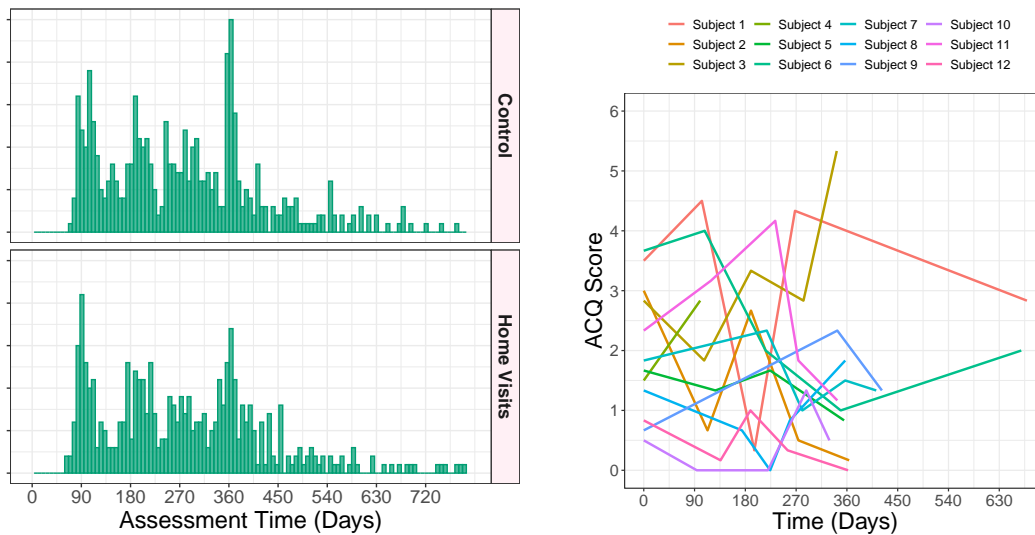 Control
Home Visits
0 90 180 270 360 450 540 630 720
Assessment Time (Days)
Subject 1 Subject 4 Subject 7 Subject 10
Subject 2 Subject 5 Subject 8 Subject 11
Subject 3 Subject 6 Subject 9 Subject 12
6
5
4
3
2
1
0
ACQ Score
0 90 180 270 360 450 540 630
Time (Days)